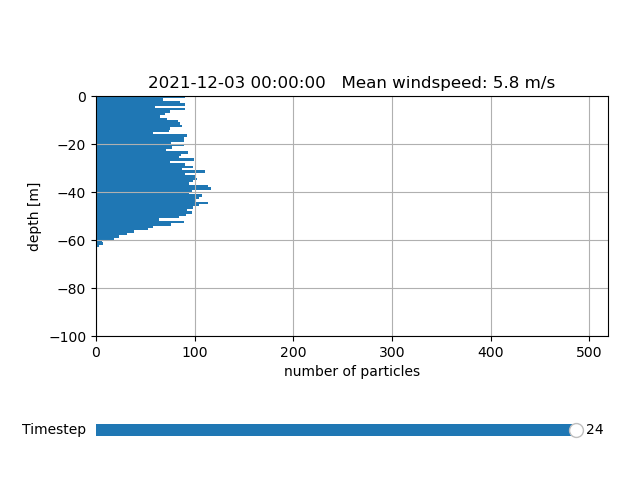 2021-12-03 00:00:00   Mean windspeed: 5.8 m/s
0
−20
−40
−60
−80
−100
depth [m]
0 100 200 300 400 500
number of particles
Timestep 24